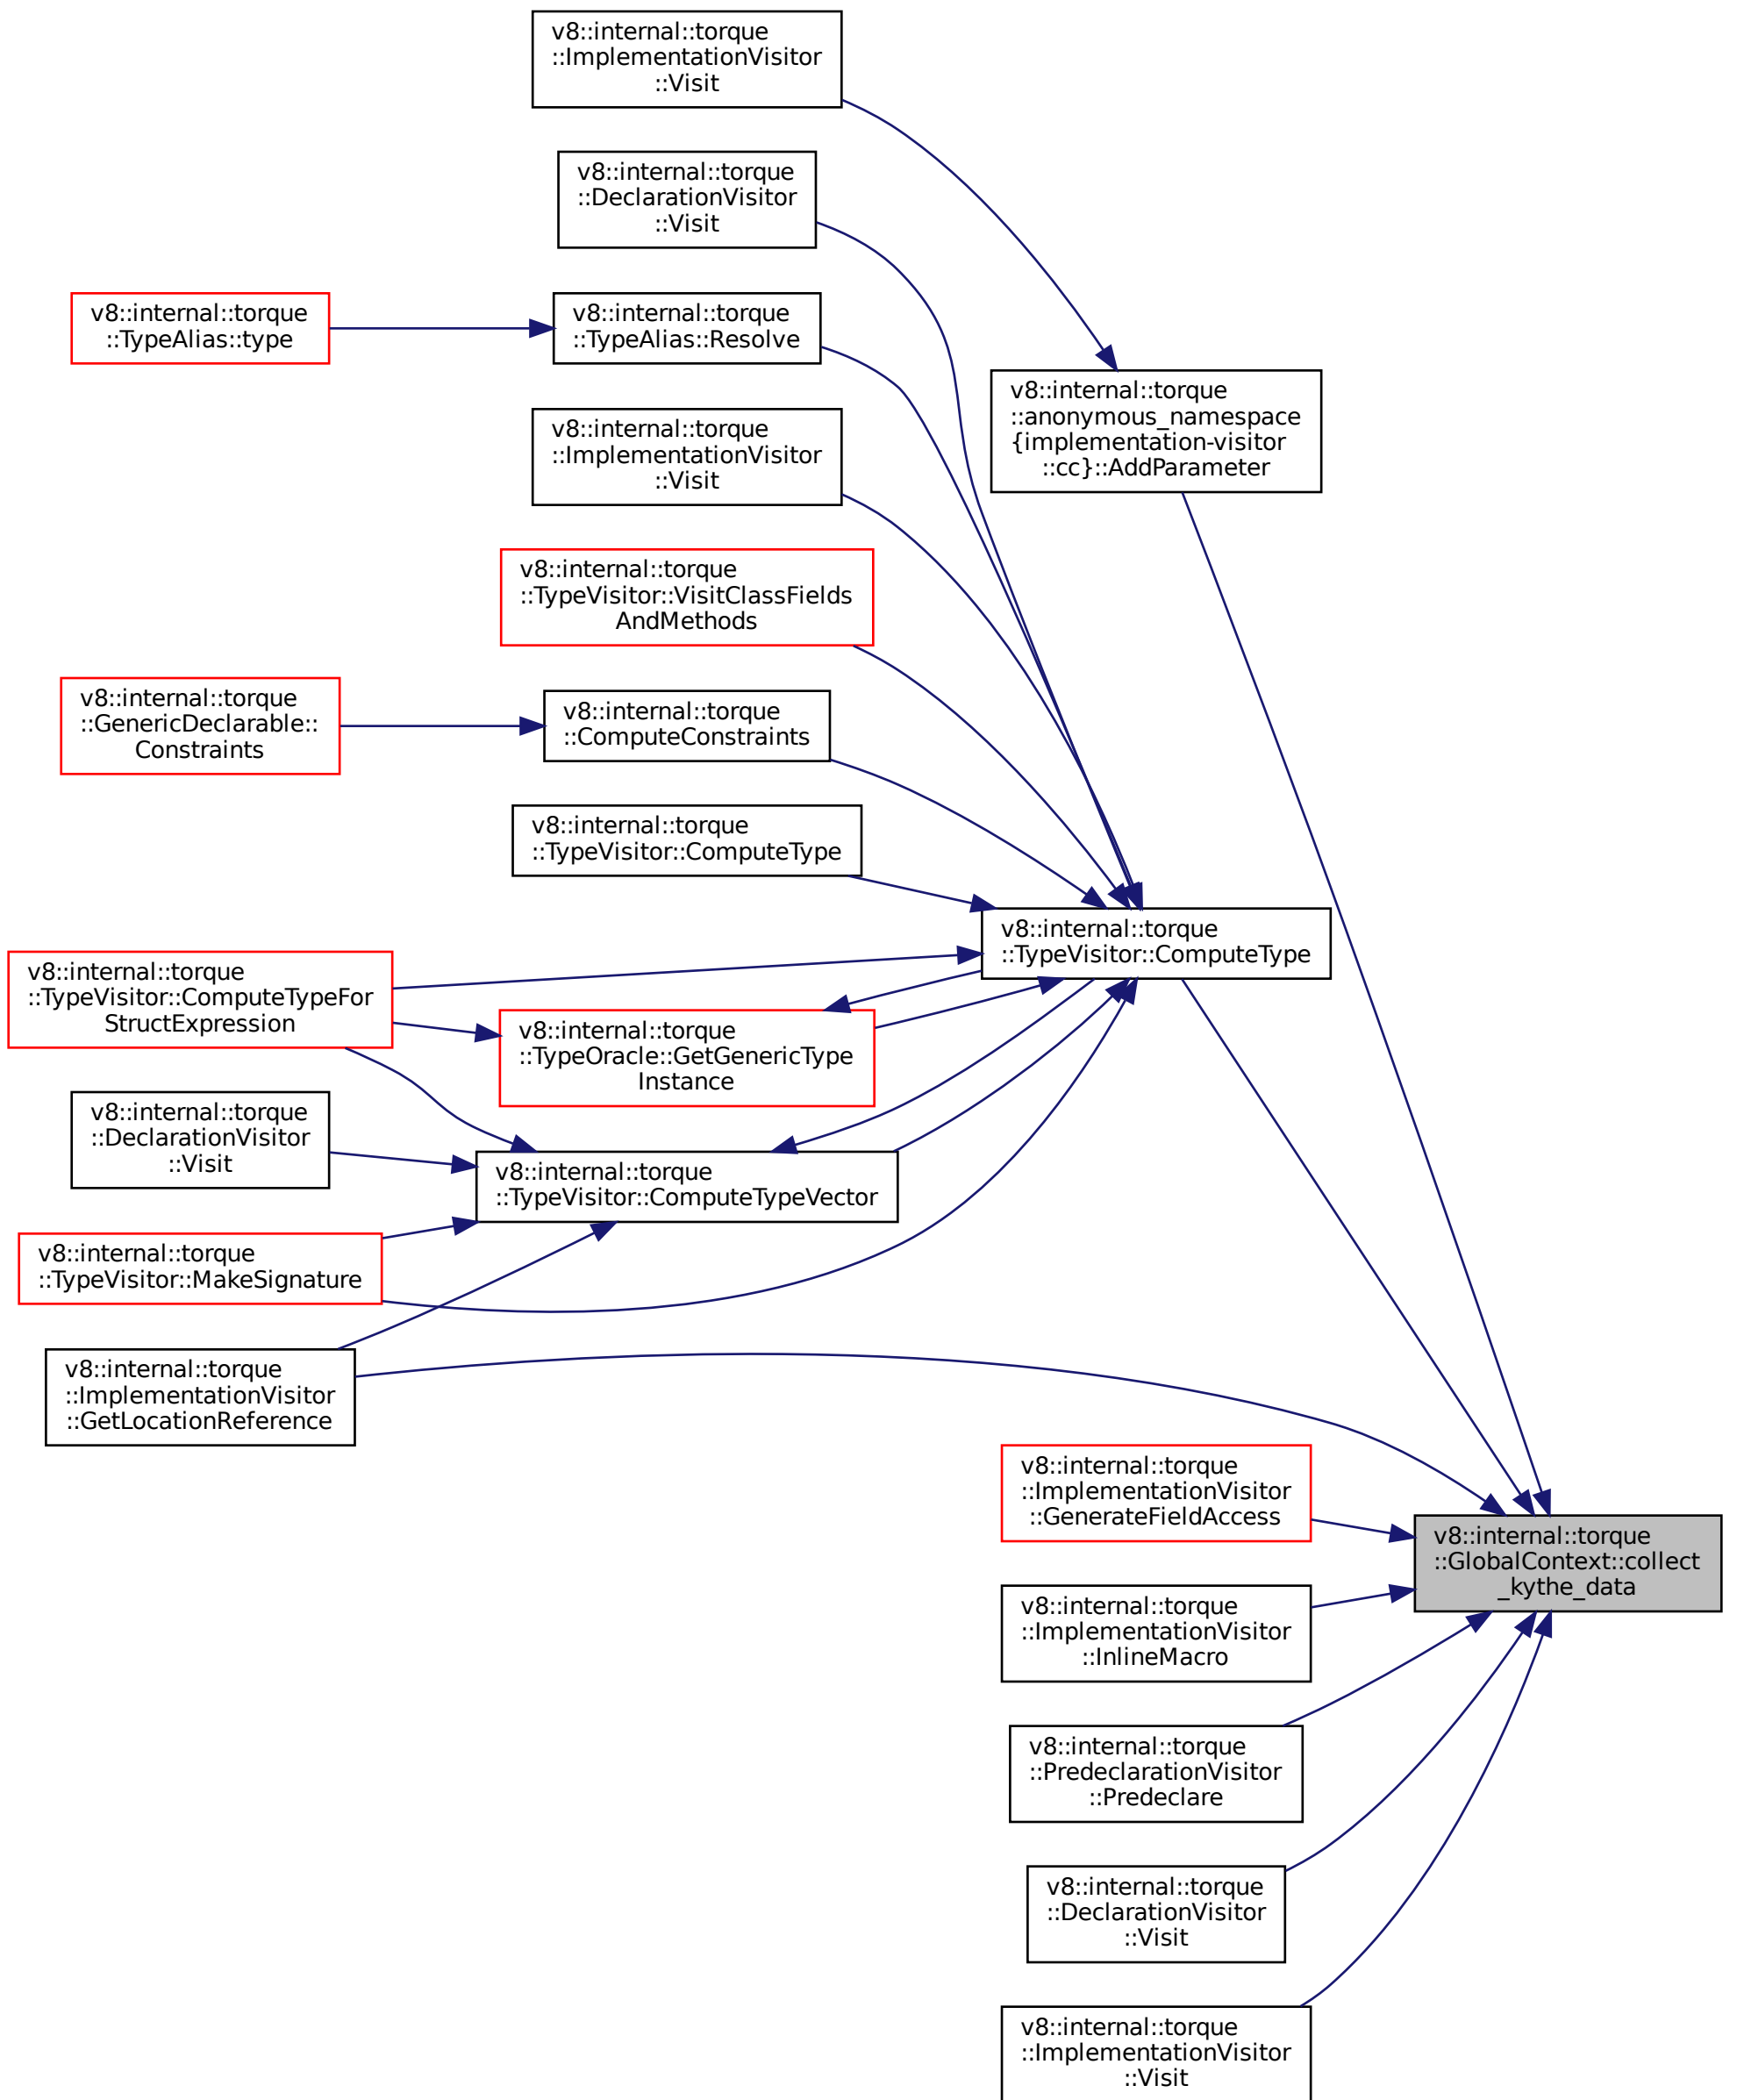 v8::internal::torque
::ImplementationVisitor
::Visit
v8::internal::torque
::DeclarationVisitor
::Visit
v8::internal::torque
::TypeAlias::type
v8::internal::torque
::TypeAlias::Resolve
v8::internal::torque
::anonymous_namespace
{implementation-visitor
::cc}::AddParameter
v8::internal::torque
::ImplementationVisitor
::Visit
v8::internal::torque
::TypeVisitor::VisitClassFields
AndMethods
v8::internal::torque
::GenericDeclarable::
Constraints
v8::internal::torque
::ComputeConstraints
v8::internal::torque
::TypeVisitor::ComputeType
v8::internal::torque
::TypeVisitor::ComputeType
v8::internal::torque
::TypeVisitor::ComputeTypeFor
StructExpression
v8::internal::torque
::TypeOracle::GetGenericType
Instance
v8::internal::torque
::DeclarationVisitor
::Visit
v8::internal::torque
::TypeVisitor::ComputeTypeVector
v8::internal::torque
::TypeVisitor::MakeSignature
v8::internal::torque
::ImplementationVisitor
::GetLocationReference
v8::internal::torque
::ImplementationVisitor
::GenerateFieldAccess
v8::internal::torque
::GlobalContext::collect
_kythe_data
v8::internal::torque
::ImplementationVisitor
::InlineMacro
v8::internal::torque
::PredeclarationVisitor
::Predeclare
v8::internal::torque
::DeclarationVisitor
::Visit
v8::internal::torque
::ImplementationVisitor
::Visit